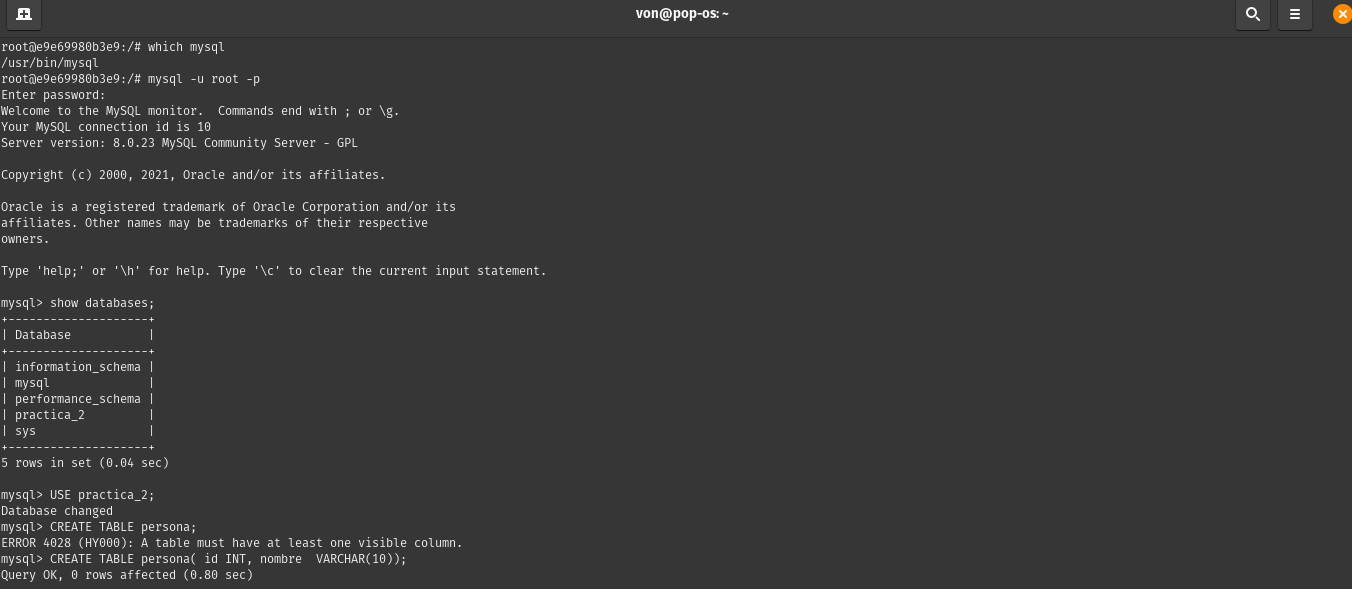 von@pop-os: ~
root@e9e69980b3e9:/# which mysql
/usr/bin/mysql
root@e9e69980b3e9:/# mysql -u root -p
Enter password:
Welcome to the MySQL monitor.  Commands end with ; or \g.
Your MySQL connection id is 10
Server version: 8.0.23 MySQL Community Server - GPL

Copyright (c) 2000, 2021, Oracle and/or its affiliates.

Oracle is a registered trademark of Oracle Corporation and/or its
affiliates. Other names may be trademarks of their respective
owners.

Type 'help;' or '\h' for help. Type '\c' to clear the current input statement.

mysql> show databases;
+--------------------+
| Database           |
+--------------------+
| information_schema |
| mysql              |
| performance_schema |
| practica_2         |
| sys                |
+--------------------+
5 rows in set (0.04 sec)

mysql> USE practica_2;
Database changed
mysql> CREATE TABLE persona;
ERROR 4028 (HY000): A table must have at least one visible column.
mysql> CREATE TABLE persona( id INT, nombre  VARCHAR(10));
Query OK, 0 rows affected (0.80 sec)